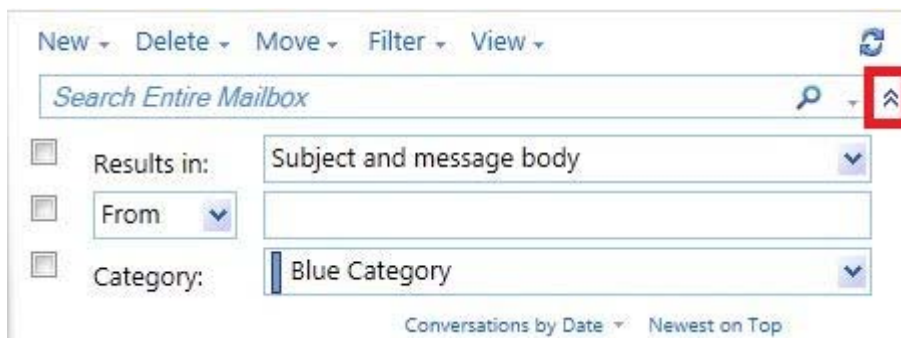 New Delete Move Filter View
Search Entire Mailbox
Results in: Subject and message body
From
Category: Blue Category
Conversations by Date Newest on Top